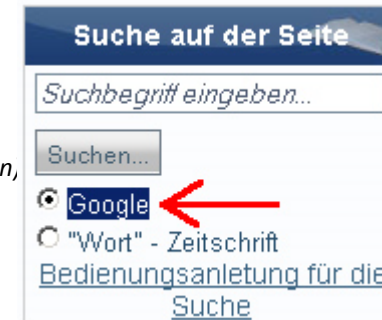 Suche auf der Seite
Suchbegriff eingeben...
Suchen...
Google
"Wort" - Zeitschrift
Bedienungsanletung für die
Suche